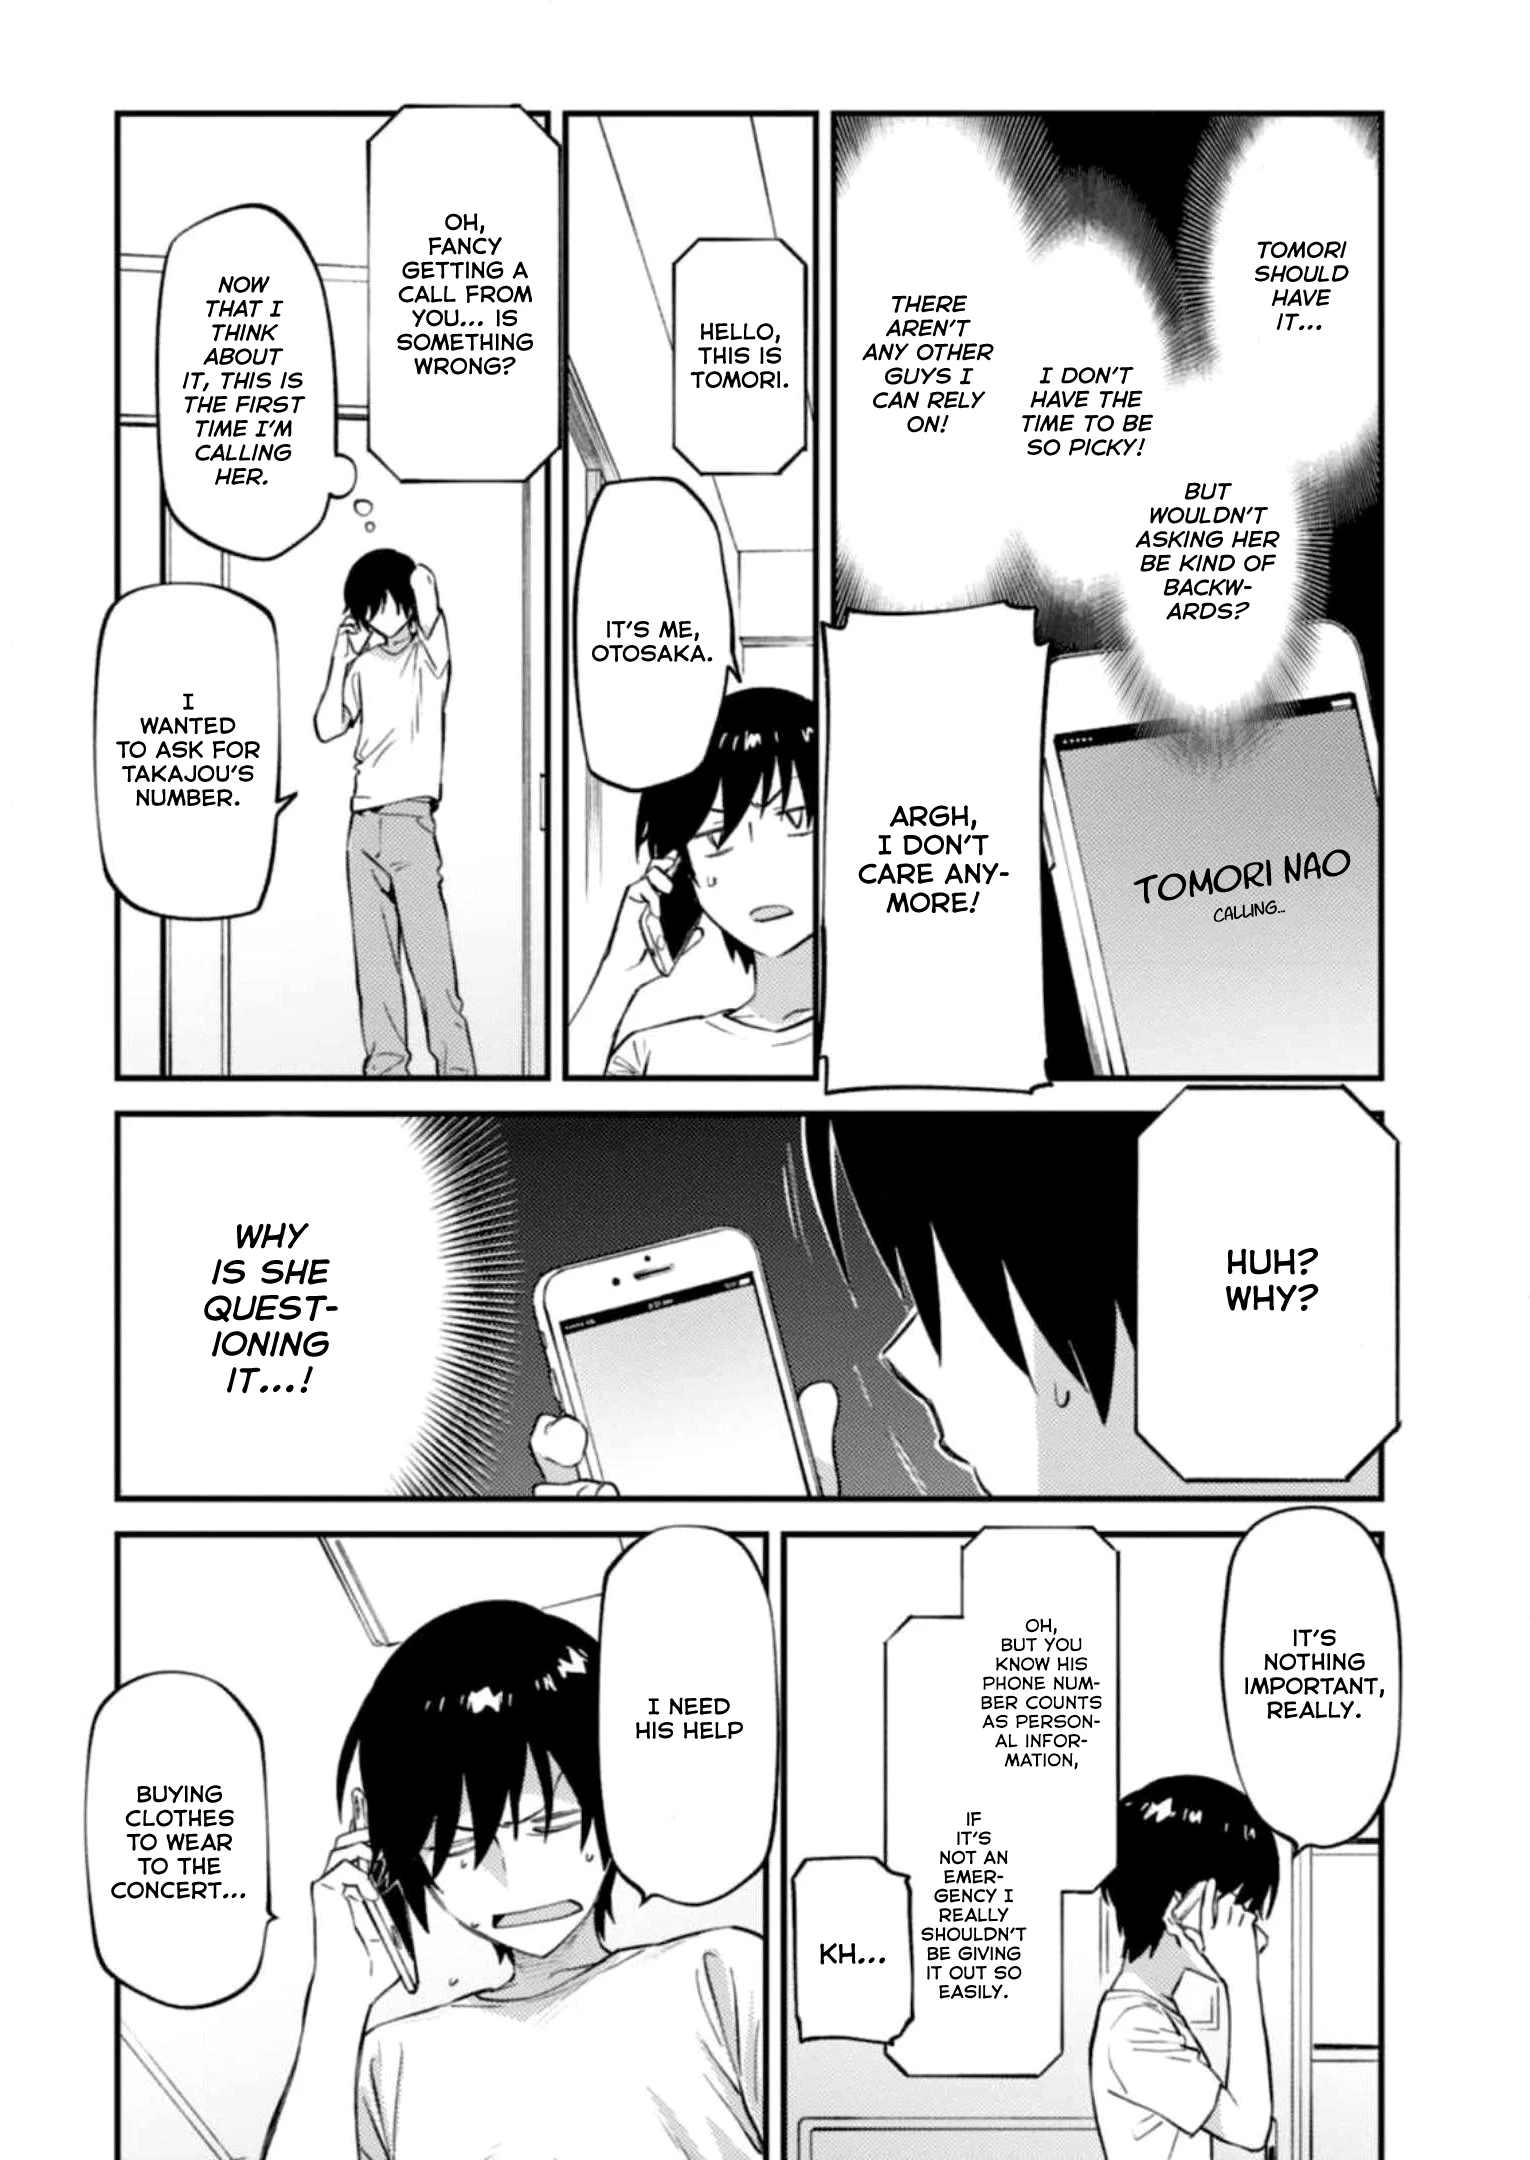 TOMORI
SHOULD
HAVE
IT...
BUT
WOULDN'T
ASKING HER
BE KIND OF
BACKW-
ARDS?
I DON'T
HAVE THE
TIME TO BE
SO PICKY!
THERE
AREN'T
ANY OTHER
GUYS I
CAN RELY
ON!
ARGH,
I DON'T
CARE ANY-
MORE!
TOMORI NAO
CALLING...
HELLO,
THIS IS
TOMORI.
IT'S ME,
OTOSAKA.
OH,
FANCY
GETTING A
CALL FROM
YOU... IS
SOMETHING
WRONG?
NOW
THAT I
THINK
ABOUT
IT, THIS IS
THE FIRST
TIME I'M
CALLING
HER.
I
WANTED
TO ASK FOR
TAKAJOU'S
NUMBER.
HUH?
WHY?
WHY
IS SHE
QUEST-
IONING
IT...!
IT'S
NOTHING
IMPORTANT,
REALLY.
OH,
BUT YOU
KNOW HIS
PHONE NUM-
BER COUNTS
AS PERSON-
AL INFOR-
MATION,
IF
IT'S
NOT AN
EMER-
GENCY I
REALLY
SHOULDN'T
BE GIVING
IT OUT SO
EASILY.
KH...
I NEED
HIS HELP
BUYING
CLOTHES
TO WEAR
TO THE
CONCERT...